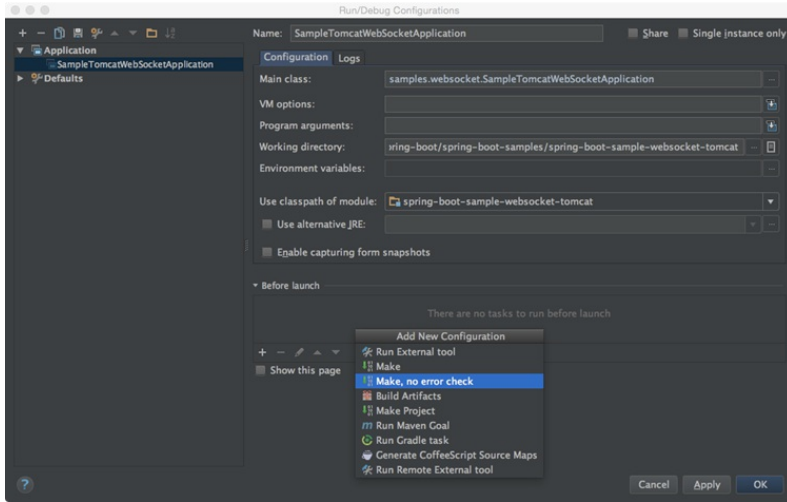 Run/Debug Configurations
Name: SampleTomcatWebSocketApplication
Share
Single instance only
Application
SampleTomcatWebSocketApplication
Defaults
Configuration
Logs
Main class: samples.websocket.SampleTomcatWebSocketApplication
VM options:
Program arguments:
Working directory: ring-boot/spring-boot-samples/spring-boot-sample-websocket-tomcat
Environment variables:
Use classpath of module: spring-boot-sample-websocket-tomcat
Use alternative JRE:
Enable capturing form snapshots
Before launch
There are no tasks to run before launch
Show this page
Add New Configuration
Run External tool
Make
Make, no error check
Build Artifacts
Make Project
Run Maven Goal
Run Gradle task
Generate CoffeeScript Source Maps
Run Remote External tool
?
Cancel
Apply
OK